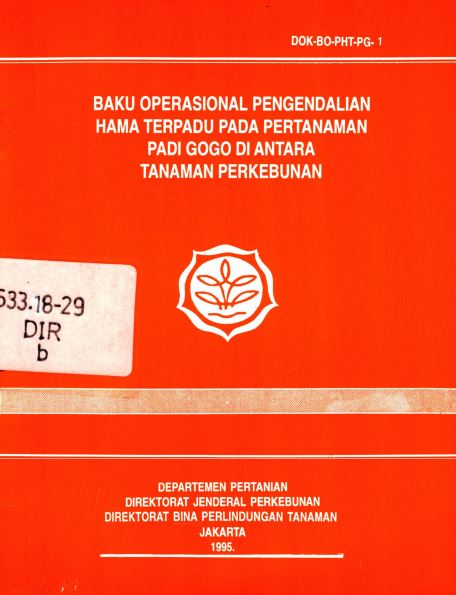 DOK-BO-PHT-PG- 1
BAKU OPERASIONAL PENGENDALIAN
HAMA TERPADU PADA PERTANAMAN
PADI GOGO DI ANTARA
TANAMAN PERKEBUNAN
633.18-29
DIR
b
DEPARTEMEN PERTANIAN
DIREKTORAT JENDERAL PERKEBUNAN
DIREKTORAT BINA PERLINDUNGAN TANAMAN
JAKARTA
1995.